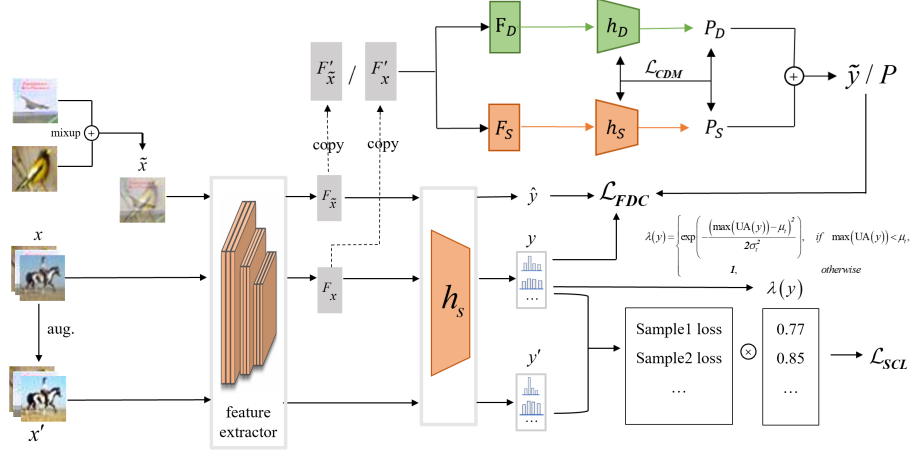 F_D
h_D
P_D
F'_x̃ / F'_x
ℒ_CDM
+
ỹ / P
F_S
h_S
P_S
mixup
+
x̃
copy
copy
F_x̃
ŷ
ℒ_FDC
x
y
λ(y) = { exp( - (max(UA(y)) - μ_t)² / 2σ_t² ), if max(UA(y)) < μ_t,
1, otherwise
F_x
...
λ(y)
h_s
aug.
Sample1 loss
0.77
y'
Sample2 loss
⊗
0.85
ℒ_SCL
...
...
x'
feature
extractor
...